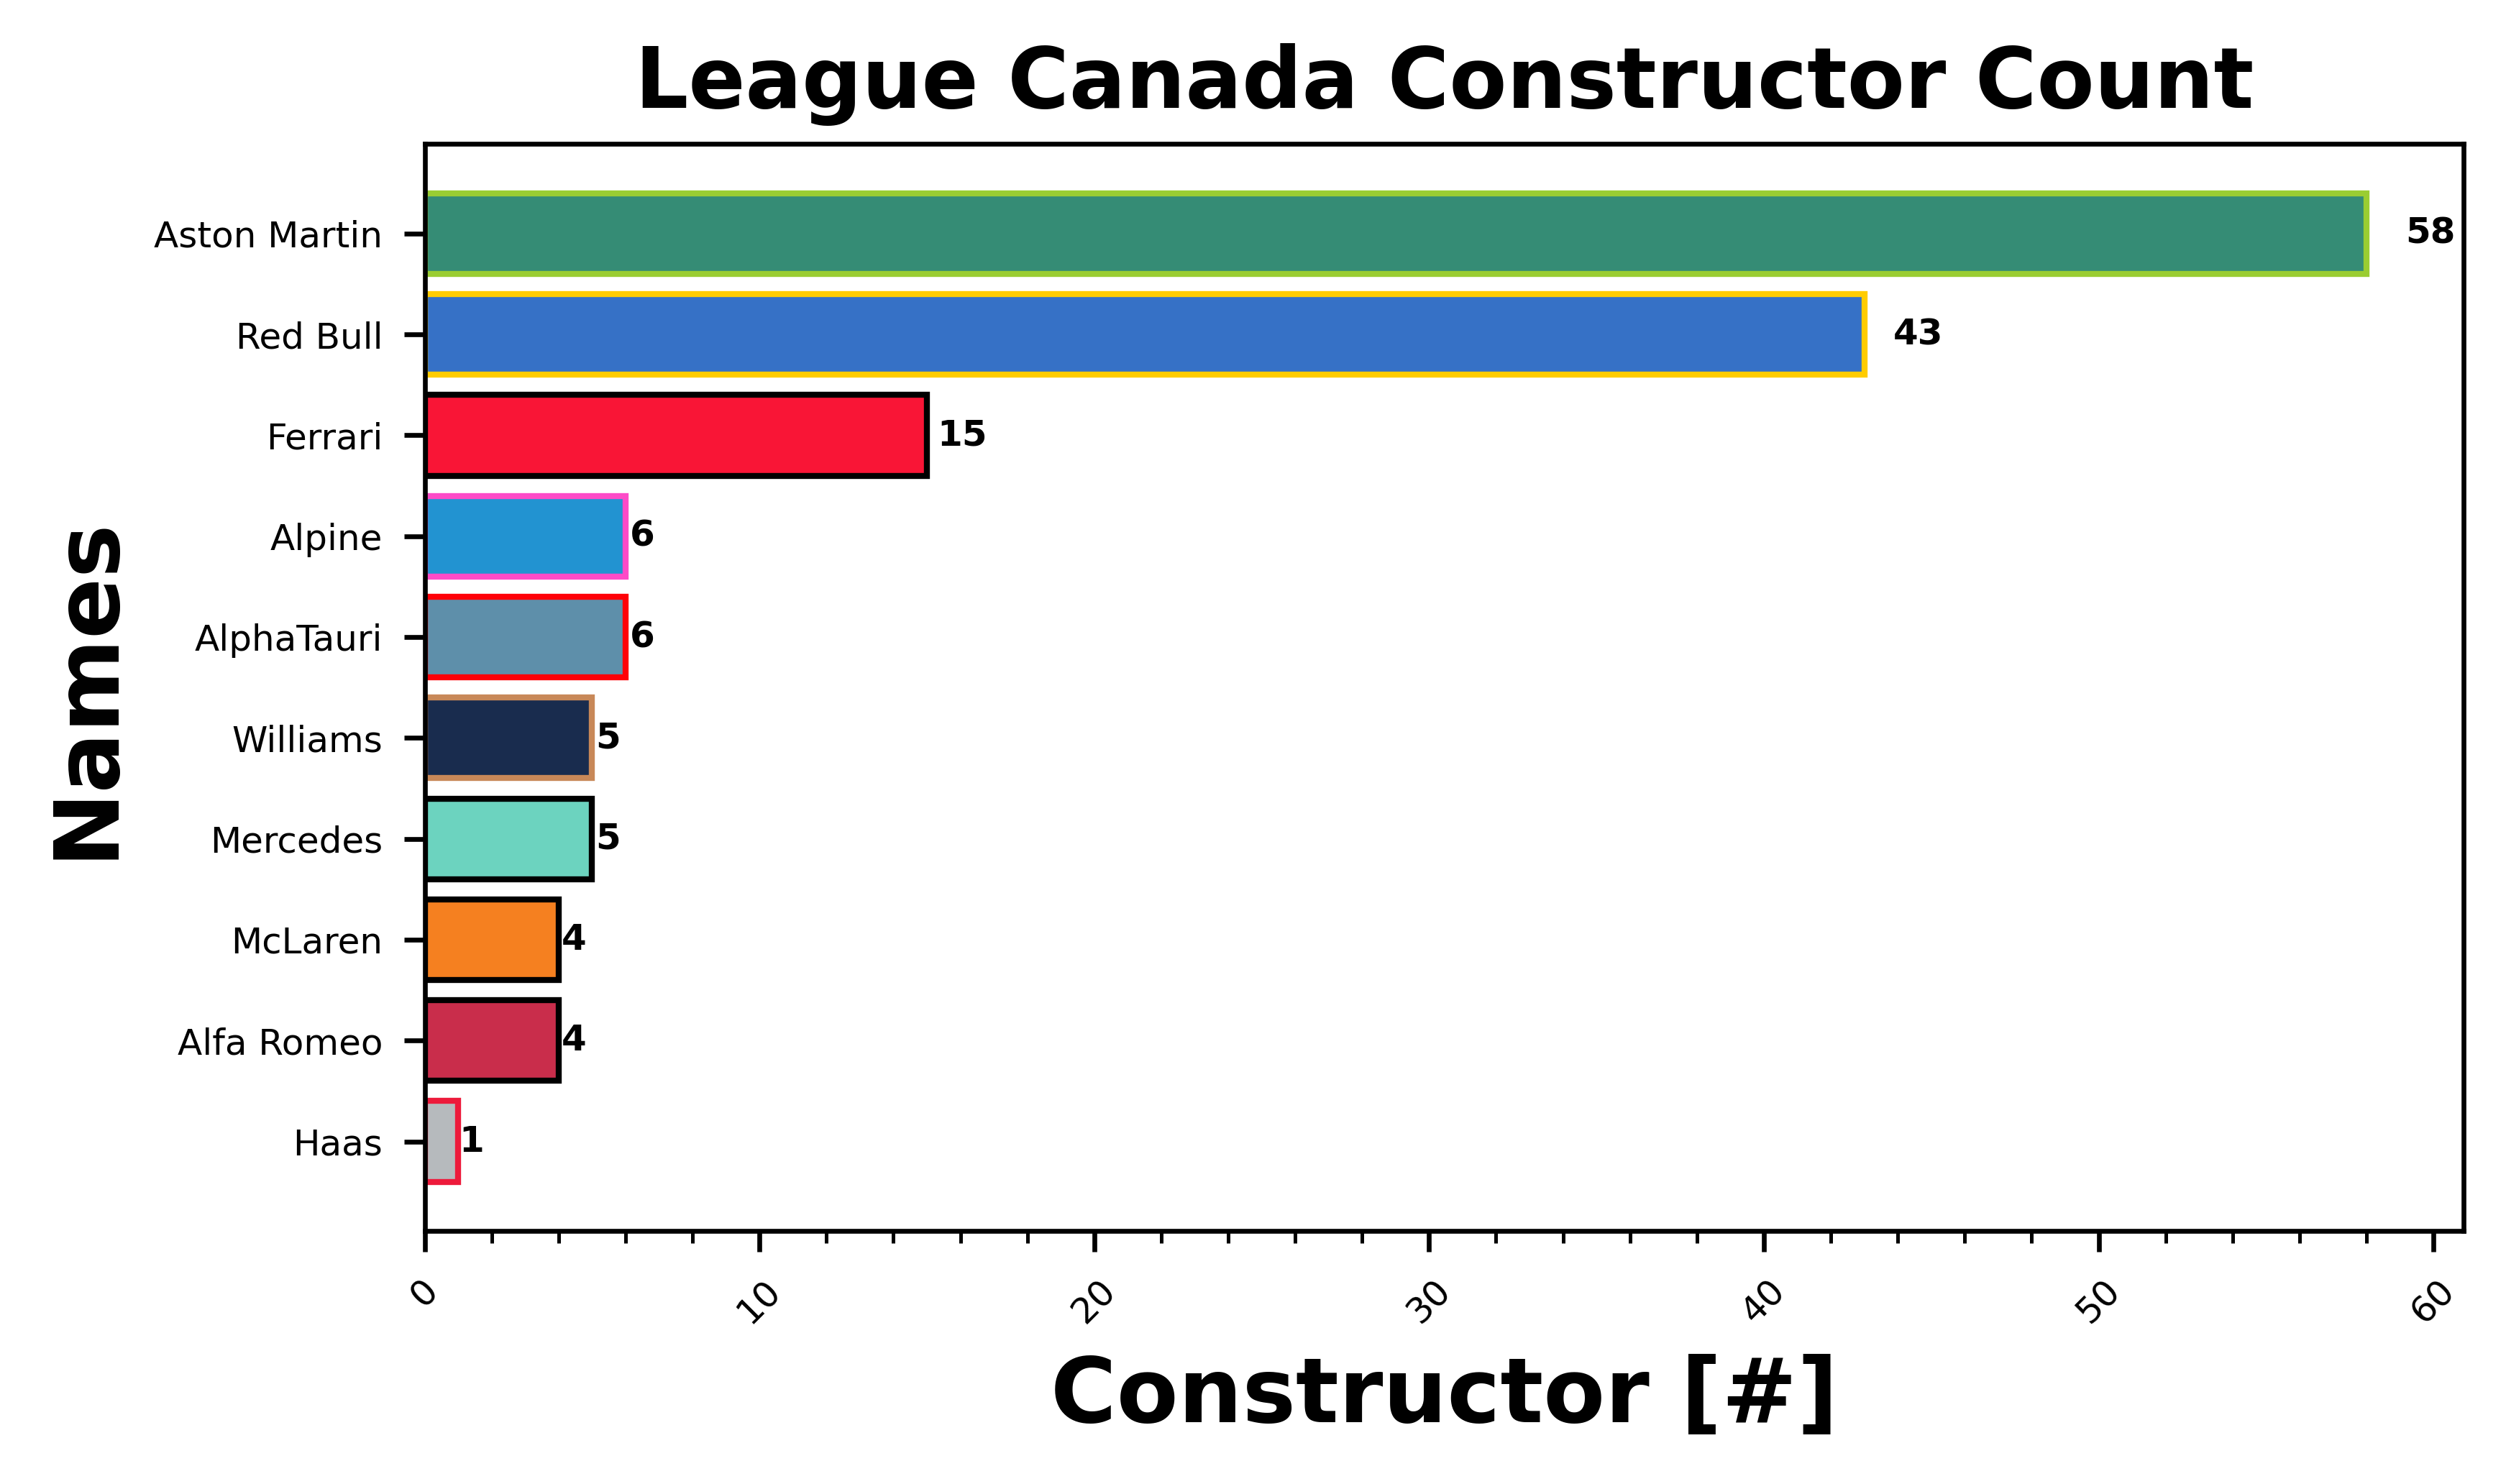 League Canada Constructor Count
Names
Aston Martin 58
Red Bull 43
Ferrari 15
Alpine 6
AlphaTauri 6
Williams 5
Mercedes 5
McLaren 4
Alfa Romeo 4
Haas 1
0 10 20 30 40 50 60
Constructor [#]